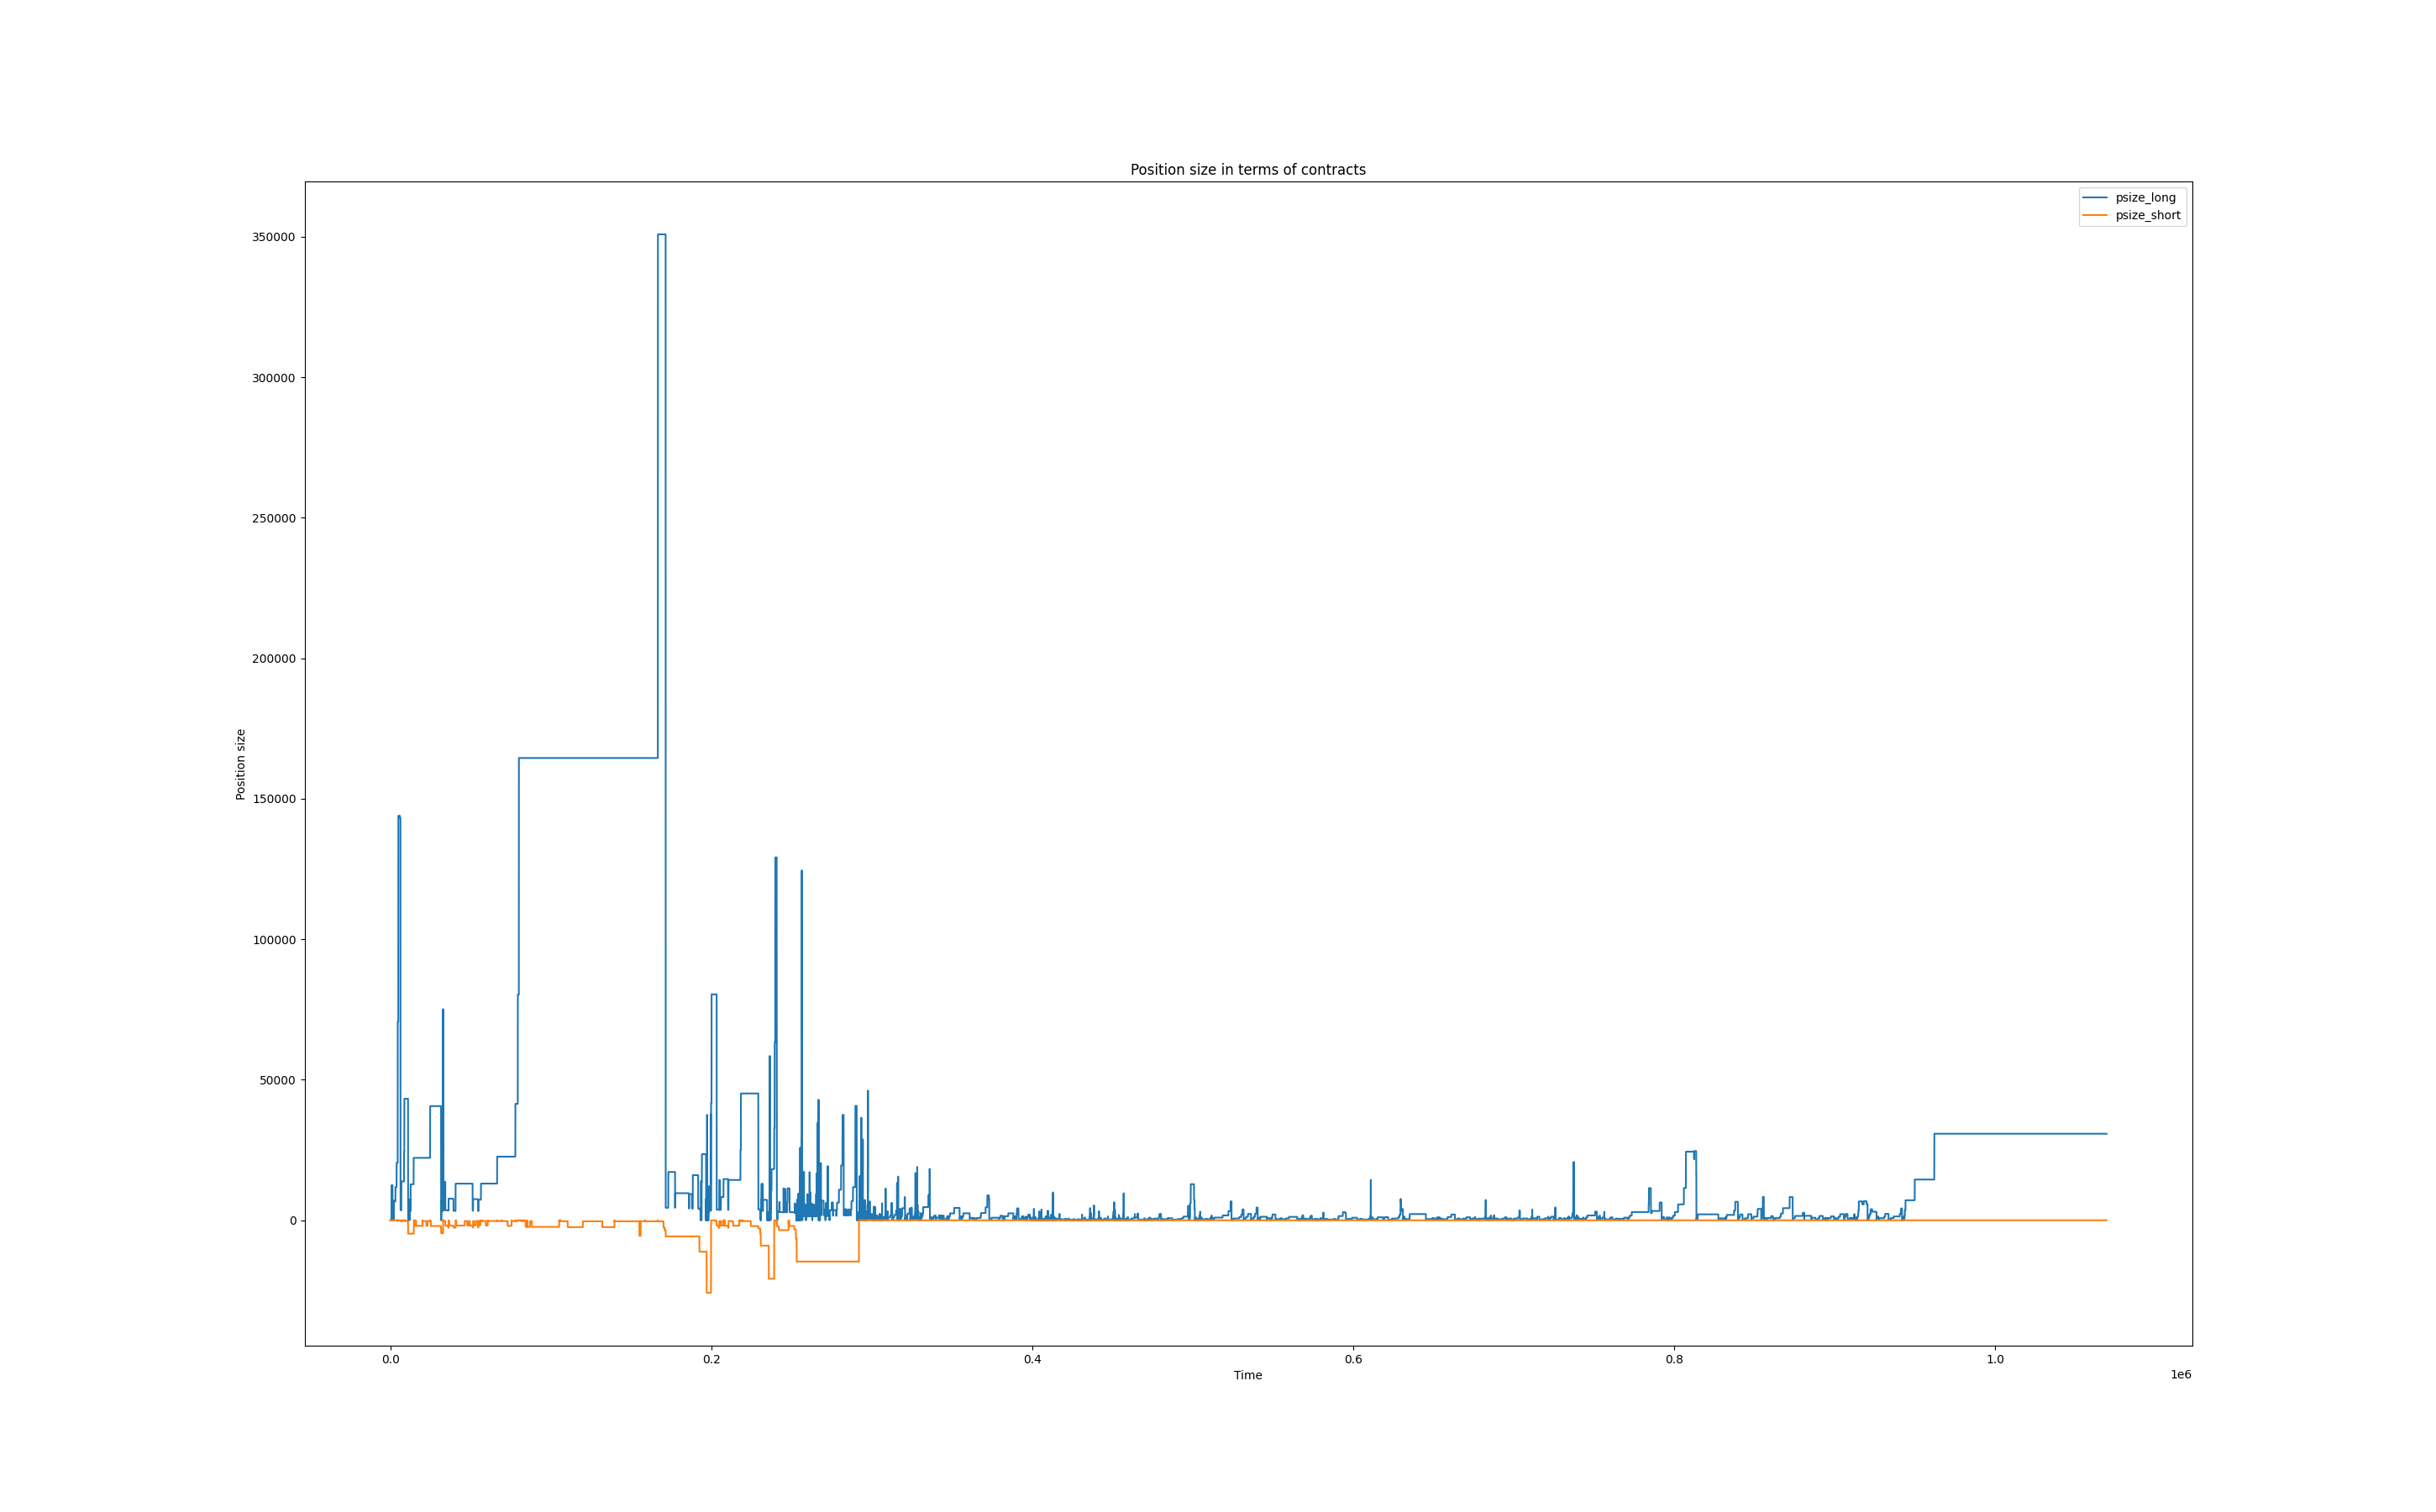 Position size in terms of contracts
psize_long
psize_short
350000
300000
250000
200000
150000
100000
50000
0
Position size
0.0 0.2 0.4 0.6 0.8 1.0
Time
1e6